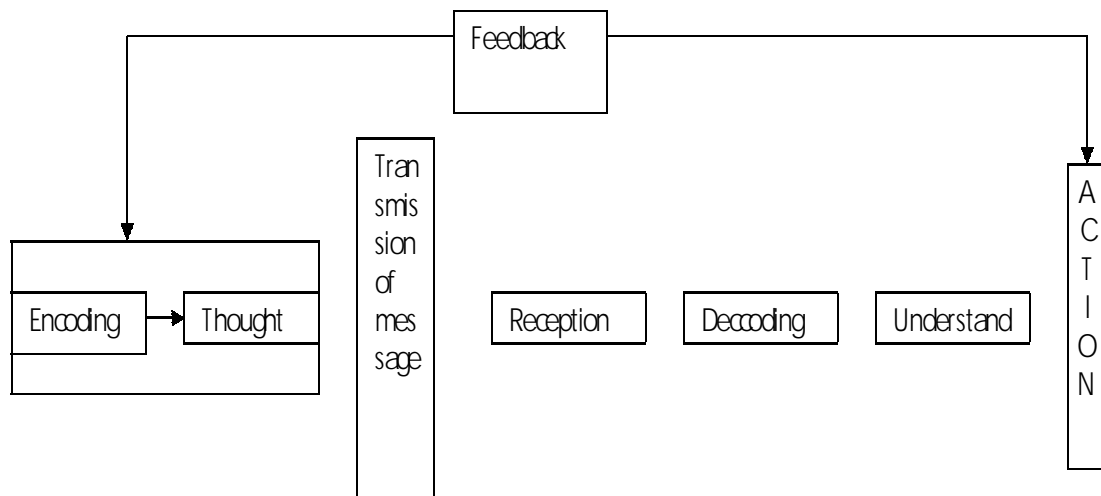 Feedback
Tran
smis
sion
of
mes
sage
A
C
T
I
O
N
Encoding
Thought
Reception
Deccoding
Understand